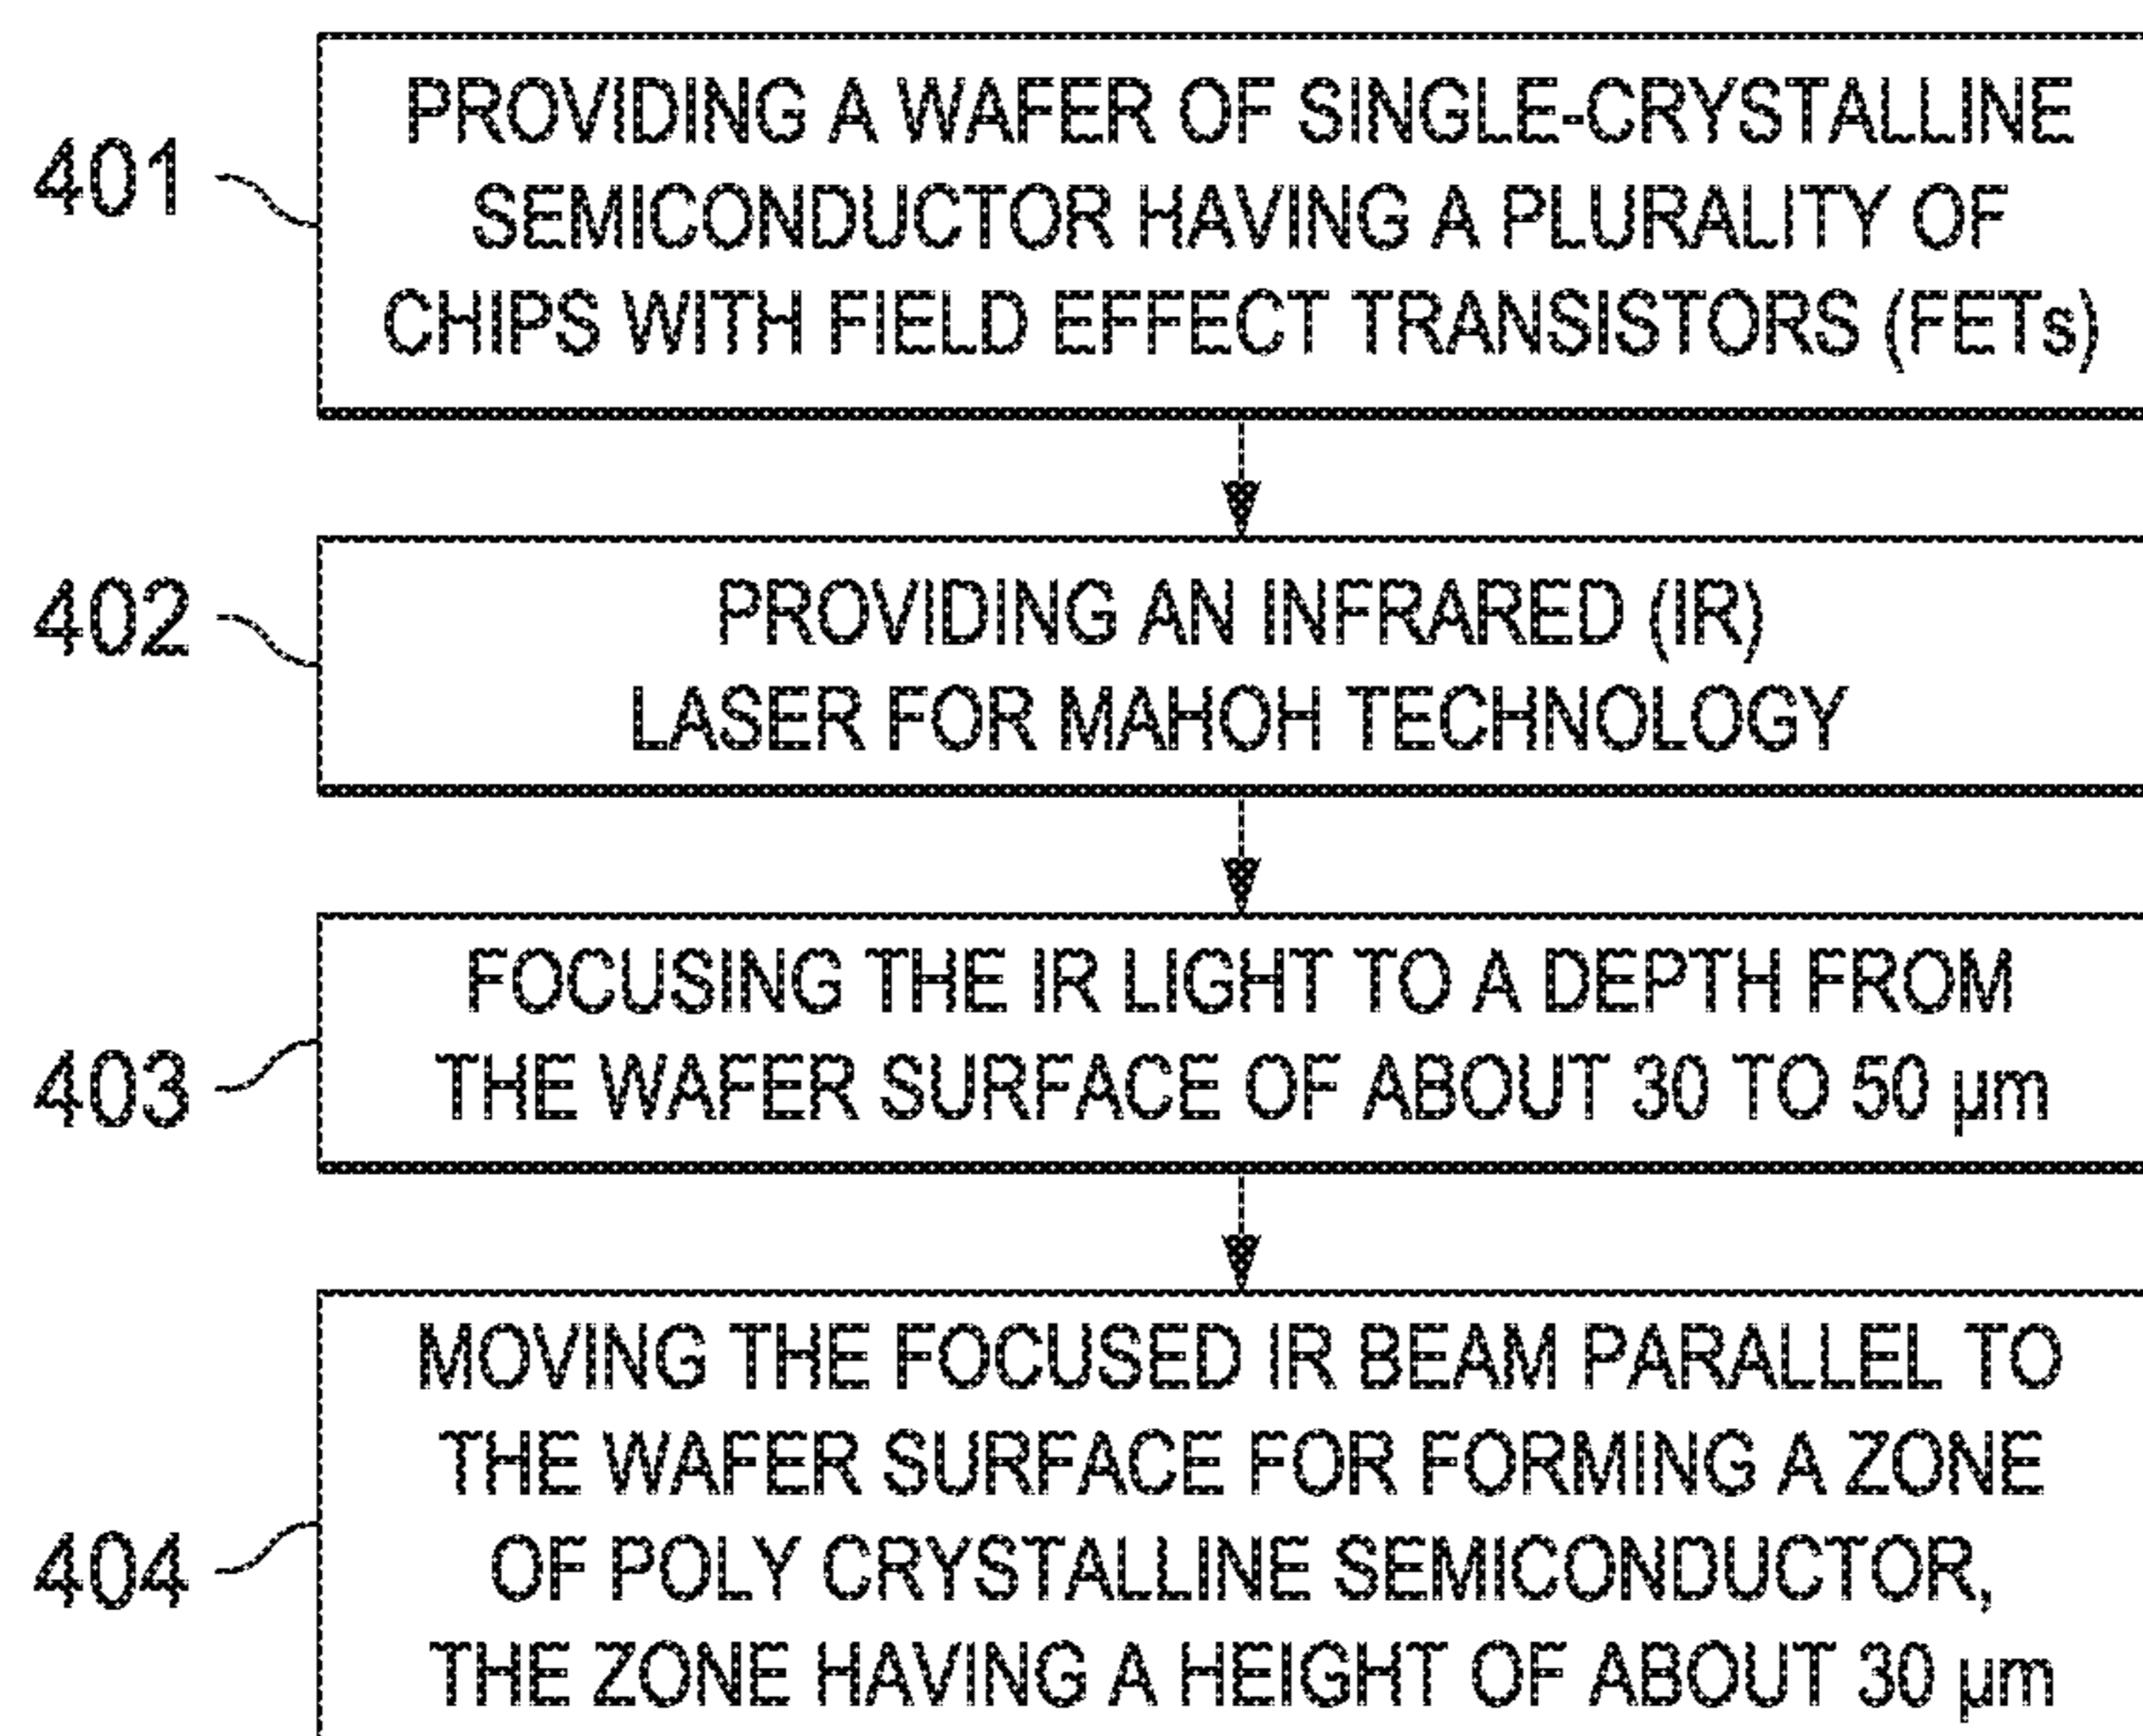 401
PROVIDING A WAFER OF SINGLE-CRYSTALLINE
SEMICONDUCTOR HAVING A PLURALITY OF
CHIPS WITH FIELD EFFECT TRANSISTORS (FETs)
402
PROVIDING AN INFRARED (IR)
LASER FOR MAHOH TECHNOLOGY
403
FOCUSING THE IR LIGHT TO A DEPTH FROM
THE WAFER SURFACE OF ABOUT 30 TO 50 µm
404
MOVING THE FOCUSED IR BEAM PARALLEL TO
THE WAFER SURFACE FOR FORMING A ZONE
OF POLY CRYSTALLINE SEMICONDUCTOR,
THE ZONE HAVING A HEIGHT OF ABOUT 30 µm